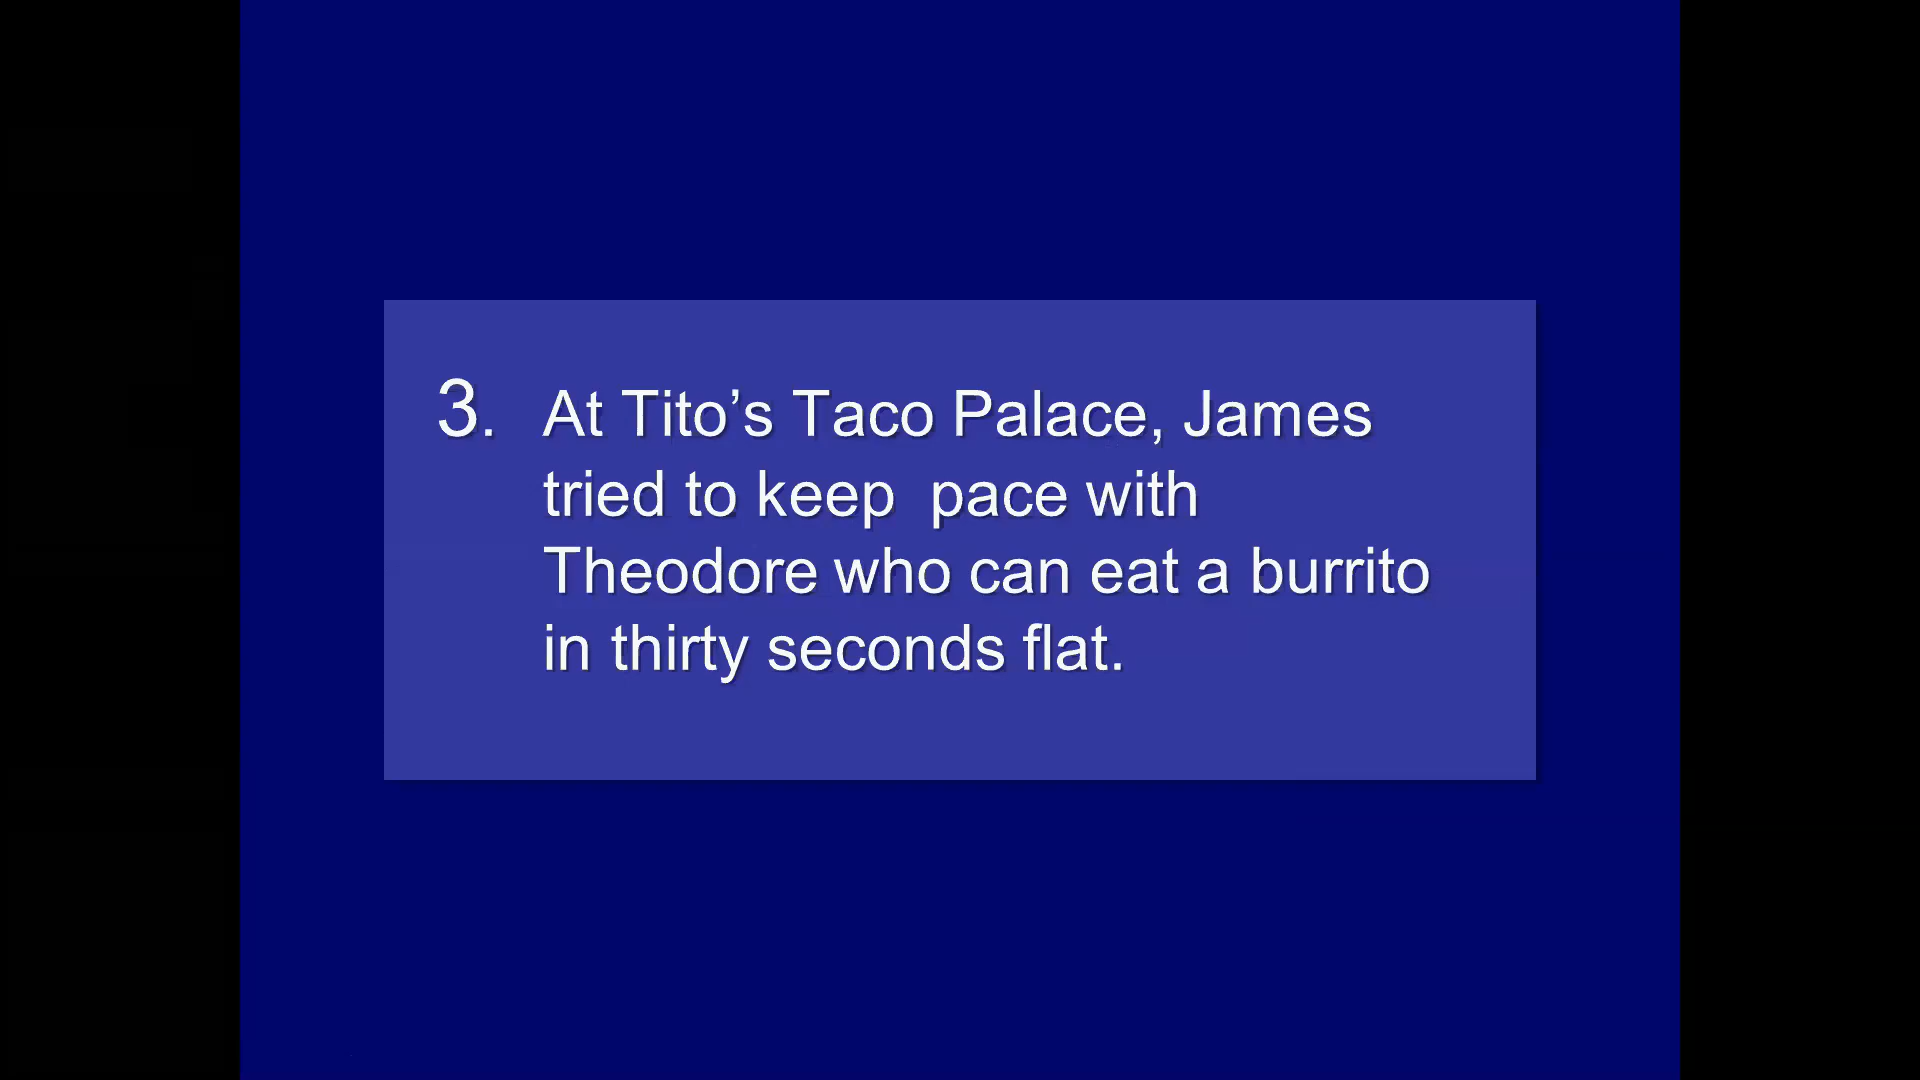 3. At Tito’s Taco Palace, James
tried to keep  pace with
Theodore who can eat a burrito
in thirty seconds flat.